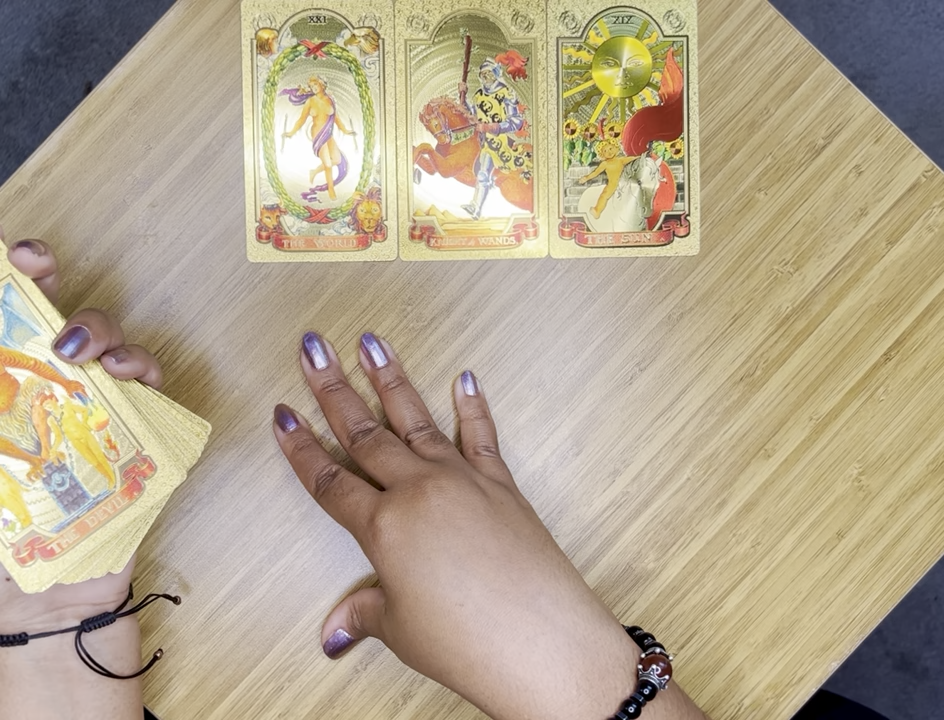 XXI
THE WORLD
KNIGHT of WANDS
XIX
THE SUN
THE DEVIL